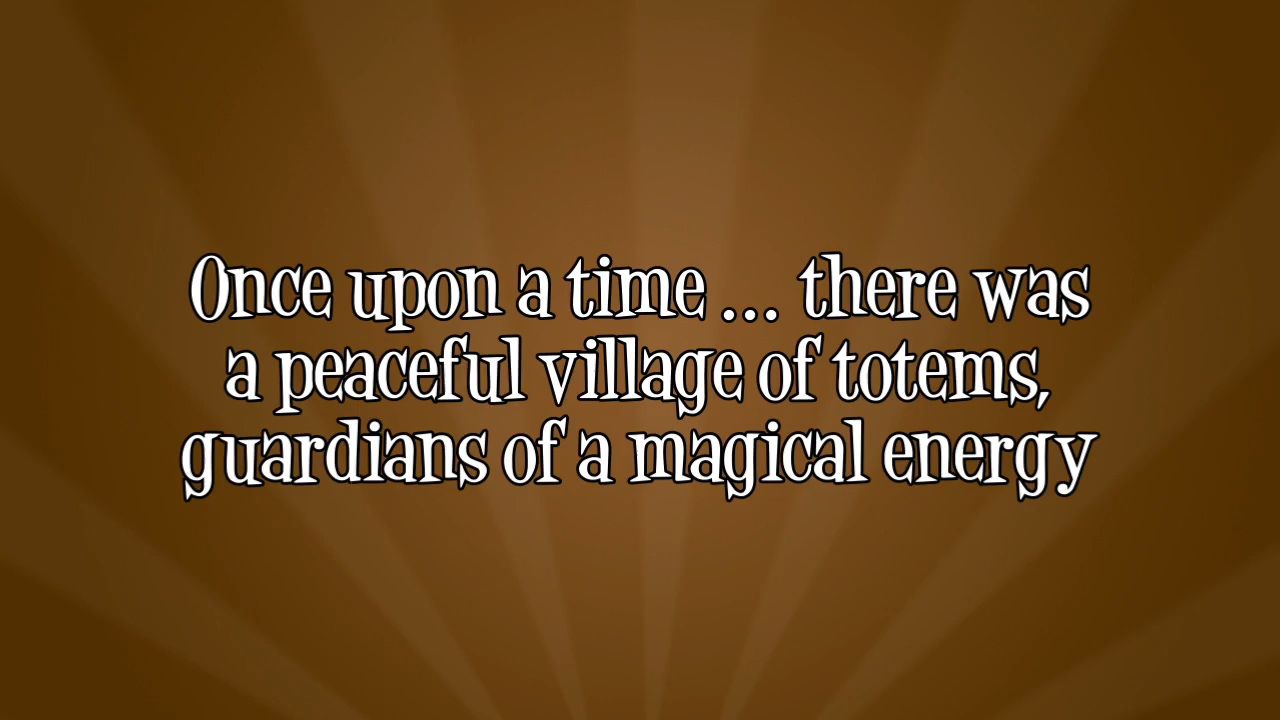 Once upon a time ... there was
a peaceful village of totems,
guardians of a magical energy